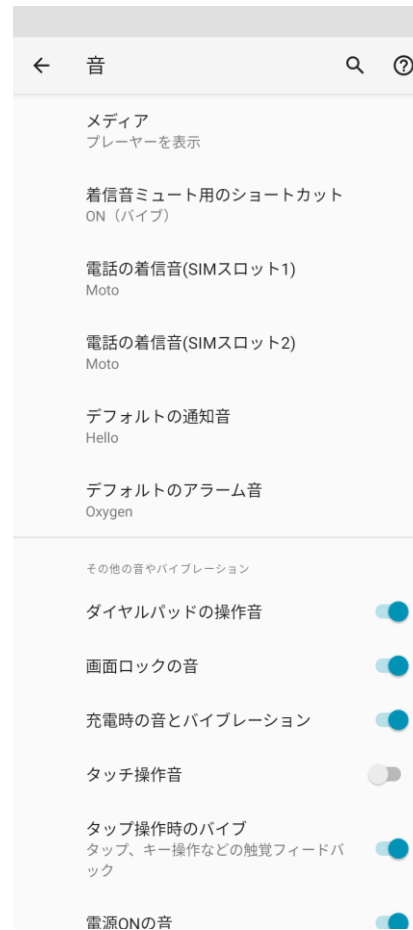 音
メディア
プレーヤーを表示
着信音ミュート用のショートカット
ON（バイブ）
電話の着信音(SIMスロット1)
Moto
電話の着信音(SIMスロット2)
Moto
デフォルトの通知音
Hello
デフォルトのアラーム音
Oxygen
その他の音やバイブレーション
ダイヤルパッドの操作音
画面ロックの音
充電時の音とバイブレーション
タッチ操作音
タップ操作時のバイブ
タップ、キー操作などの触覚フィードバ
ック
電源ONの音